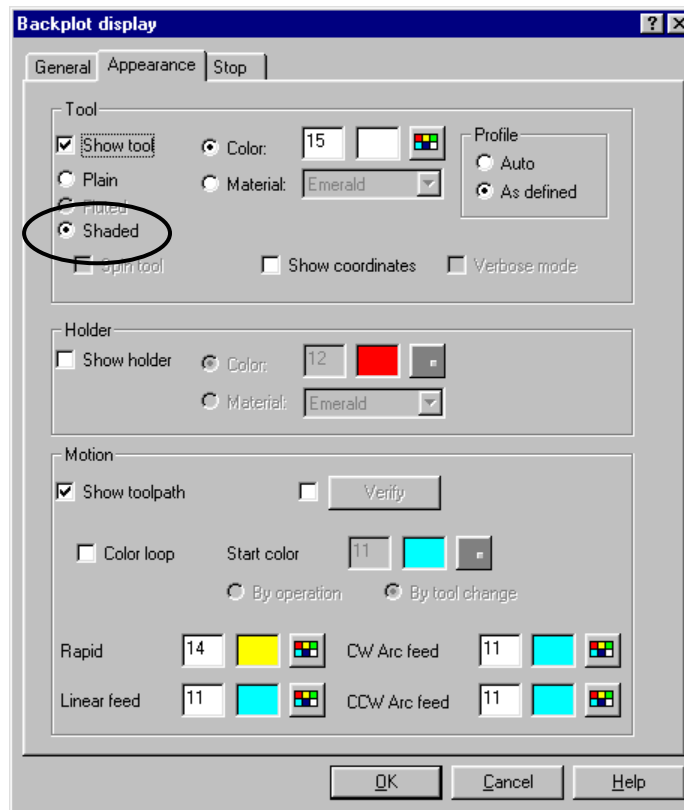 Backplot display
General Appearance Stop
Tool
Show tool Color: 15 Profile
Plain Material: Emerald Auto
Fluted As defined
Shaded
Spin tool Show coordinates Verbose mode
Holder
Show holder Color: 12
Material: Emerald
Motion
Show toolpath Verify
Color loop Start color 11
By operation By tool change
Rapid 14 CW Arc feed 11
Linear feed 11 CCW Arc feed 11
OK Cancel Help